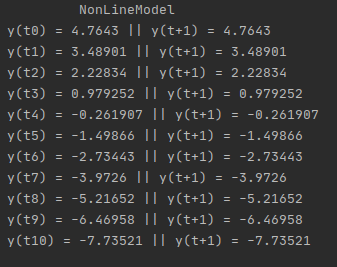 NonLineModel
y(t0) = 4.7643 || y(t+1) = 4.7643
y(t1) = 3.48901 || y(t+1) = 3.48901
y(t2) = 2.22834 || y(t+1) = 2.22834
y(t3) = 0.979252 || y(t+1) = 0.979252
y(t4) = -0.261907 || y(t+1) = -0.261907
y(t5) = -1.49866 || y(t+1) = -1.49866
y(t6) = -2.73443 || y(t+1) = -2.73443
y(t7) = -3.9726 || y(t+1) = -3.9726
y(t8) = -5.21652 || y(t+1) = -5.21652
y(t9) = -6.46958 || y(t+1) = -6.46958
y(t10) = -7.73521 || y(t+1) = -7.73521